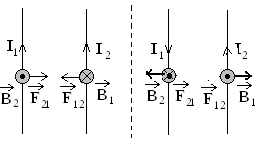 I₁ I₂ I₁ I₂
B₂ F₂₁ F₁₂ B₁ B₂ F₂₁ F₁₂ B₁